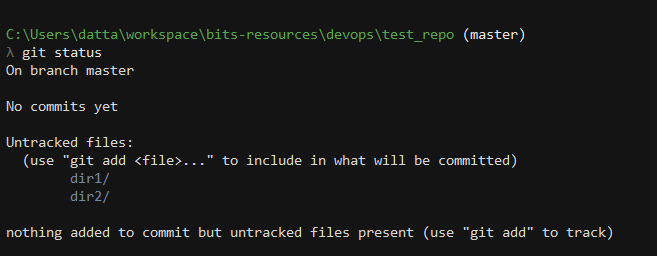 C:\Users\datta\workspace\bits-resources\devops\test_repo (master)
λ git status
On branch master
No commits yet
Untracked files:
(use "git add <file>..." to include in what will be committed)
dir1/
dir2/
nothing added to commit but untracked files present (use "git add" to track)